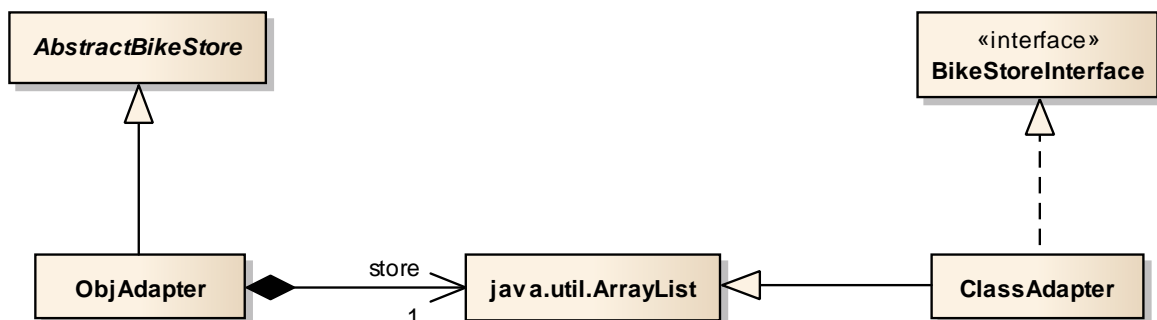 AbstractBikeStore
«interface»
BikeStoreInterface
ObjAdapter
store
1
java.util.ArrayList
ClassAdapter